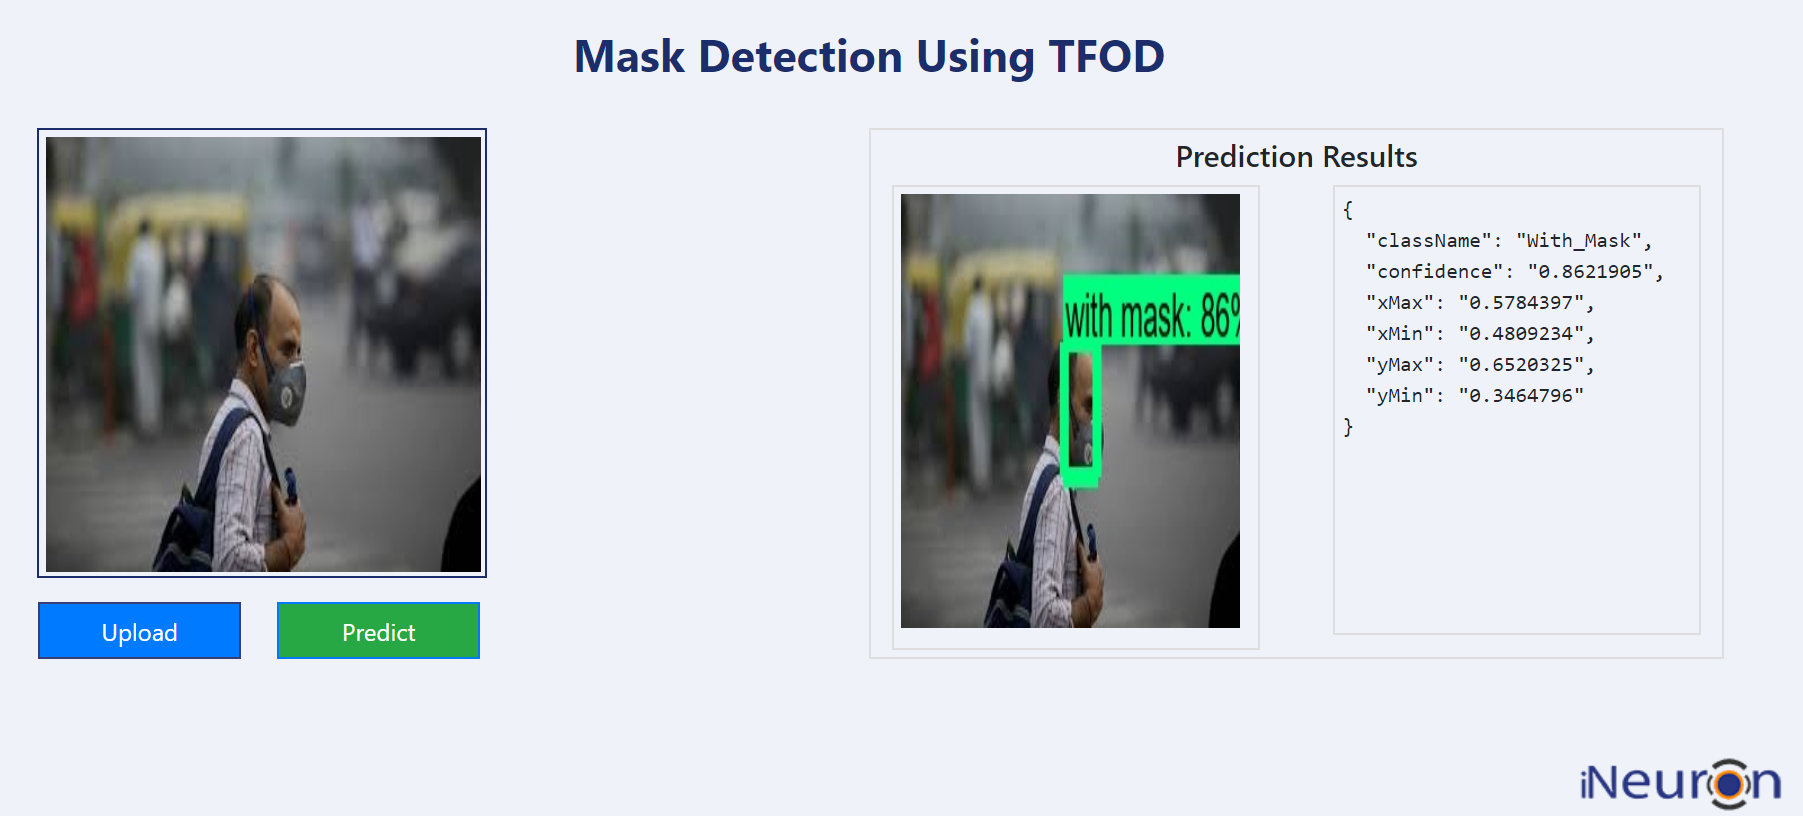 Mask Detection Using TFOD
Upload
Predict
Prediction Results
with mask: 86%
{
"className": "With_Mask",
"confidence": "0.8621905",
"xMax": "0.5784397",
"xMin": "0.4809234",
"yMax": "0.6520325",
"yMin": "0.3464796"
}
iNeuron